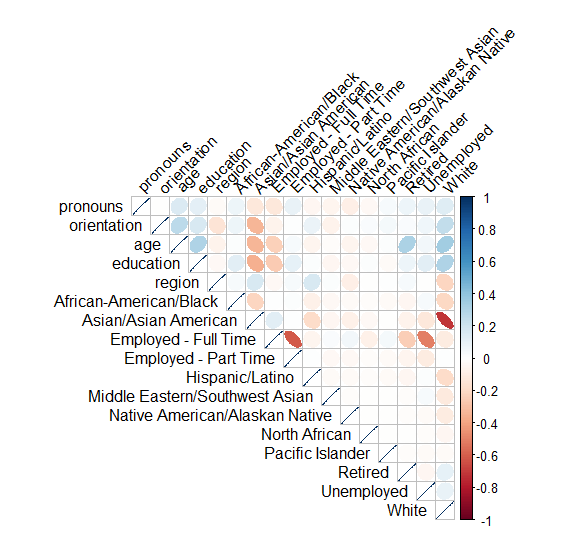 pronouns
orientation
age
education
region
African-American/Black
Asian/Asian American
Employed - Full Time
Employed - Part Time
Hispanic/Latino
Middle Eastern/Southwest Asian
Native American/Alaskan Native
North African
Pacific Islander
Retired
Unemployed
White
pronouns
orientation
age
education
region
African-American/Black
Asian/Asian American
Employed - Full Time
Employed - Part Time
Hispanic/Latino
Middle Eastern/Southwest Asian
Native American/Alaskan Native
North African
Pacific Islander
Retired
Unemployed
White
1
0.8
0.6
0.4
0.2
0
-0.2
-0.4
-0.6
-0.8
-1